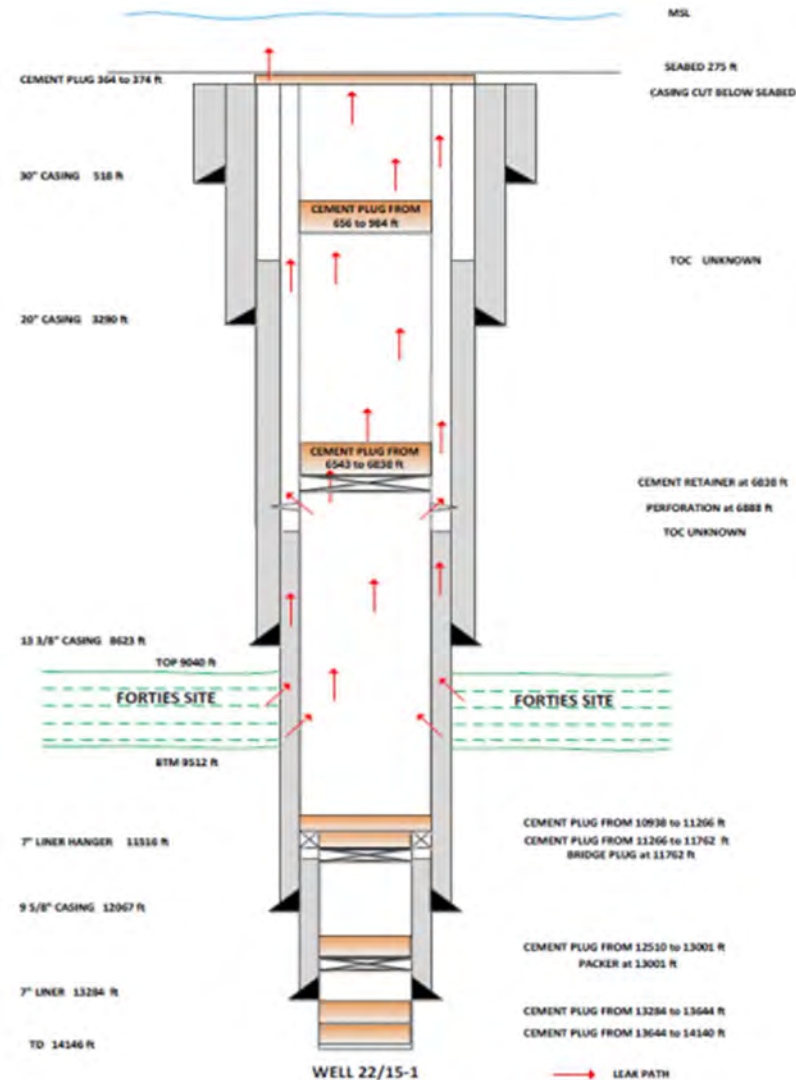 MSL
SEABED 275 ft
CEMENT PLUG 364 to 374 ft
CASING CUT BELOW SEABED
30" CASING 518 ft
CEMENT PLUG FROM
656 to 984 ft
TOC UNKNOWN
20" CASING 3290 ft
CEMENT PLUG FROM
6543 to 6838 ft
CEMENT RETAINER at 6838 ft
PERFORATION at 6888 ft
TOC UNKNOWN
13 3/8" CASING 8623 ft
TOP 9040 ft
FORTIES SITE
FORTIES SITE
BTM 9512 ft
CEMENT PLUG FROM 10938 to 11266 ft
7" LINER HANGER 11516 ft
CEMENT PLUG FROM 11266 to 11762 ft
BRIDGE PLUG at 11762 ft
9 5/8" CASING 12067 ft
CEMENT PLUG FROM 12510 to 13001 ft
PACKER at 13001 ft
7" LINER 13284 ft
CEMENT PLUG FROM 13284 to 13644 ft
CEMENT PLUG FROM 13644 to 14140 ft
TD 14146 ft
WELL 22/15-1
LEAK PATH